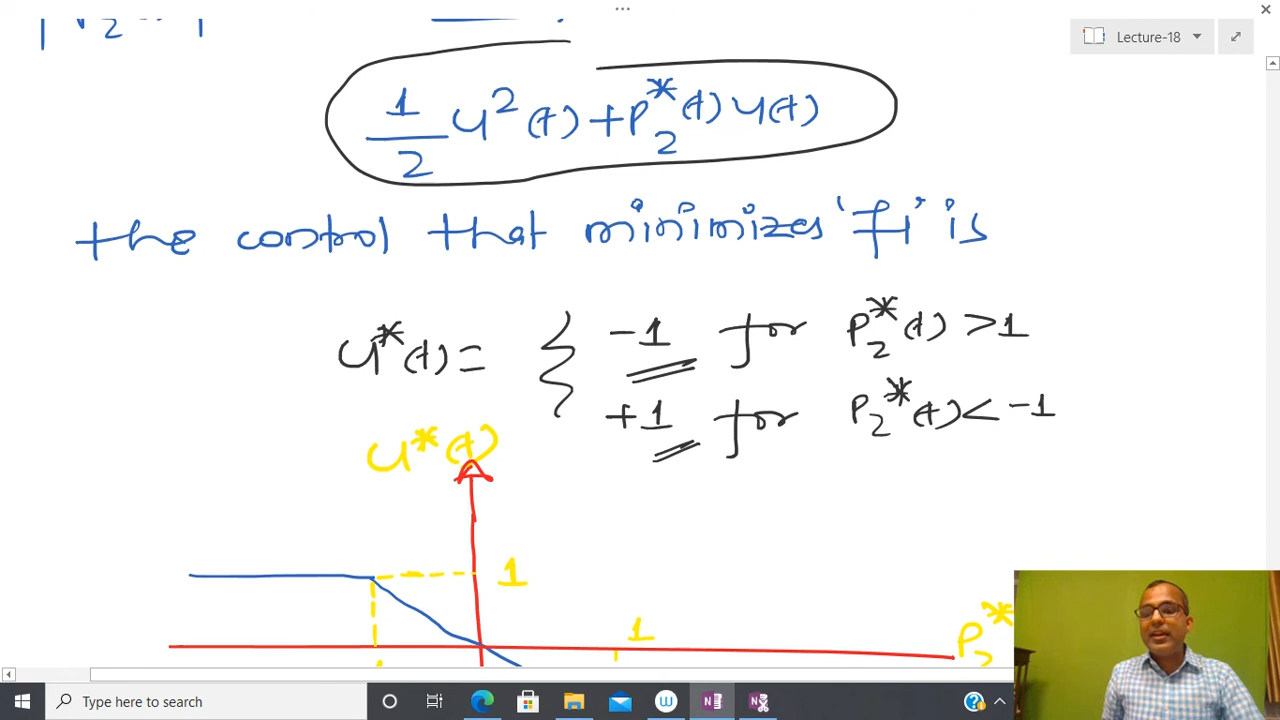 Lecture-18
1/2 u²(t) + P₂*(t) u(t)
the control that minimizes 'H' is
u*(t) = { -1 for P₂*(t) > 1
+1 for P₂*(t) < -1
u*(t)
1
1
P₂*
Type here to search